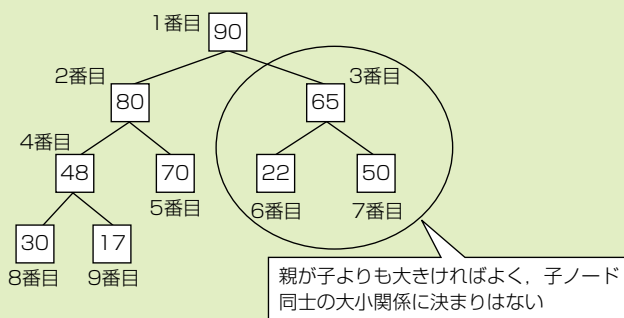 1番目
90
2番目
3番目
80
65
4番目
48
70
22
50
5番目
6番目
7番目
30
17
8番目
9番目
親が子よりも大きければよく，子ノード
同士の大小関係に決まりはない